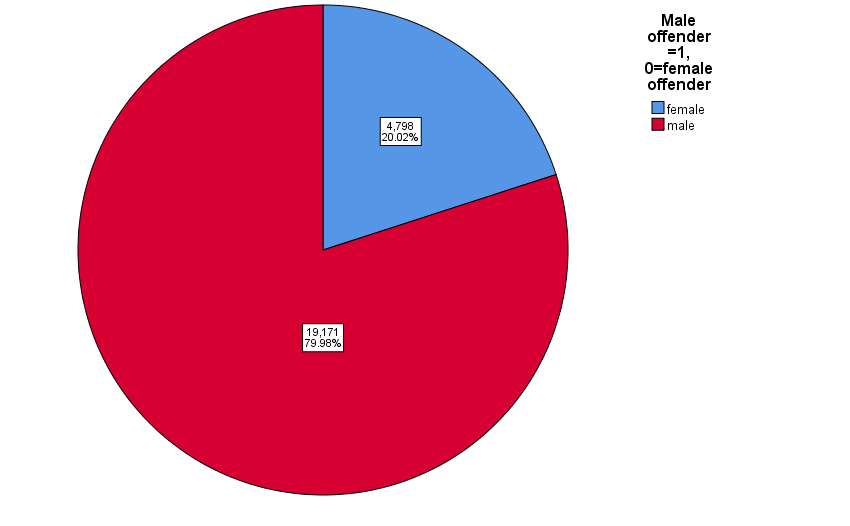 Male
offender
=1,
0=female
offender
female
male
4,798
20.02%
19,171
79.98%